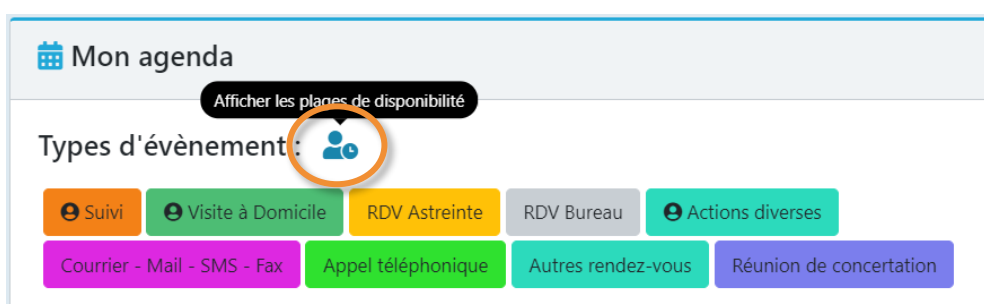 Mon agenda
Afficher les plages de disponibilité
Types d'évènement :
Suivi Visite à Domicile RDV Astreinte RDV Bureau Actions diverses
Courrier - Mail - SMS - Fax Appel téléphonique Autres rendez-vous Réunion de concertation